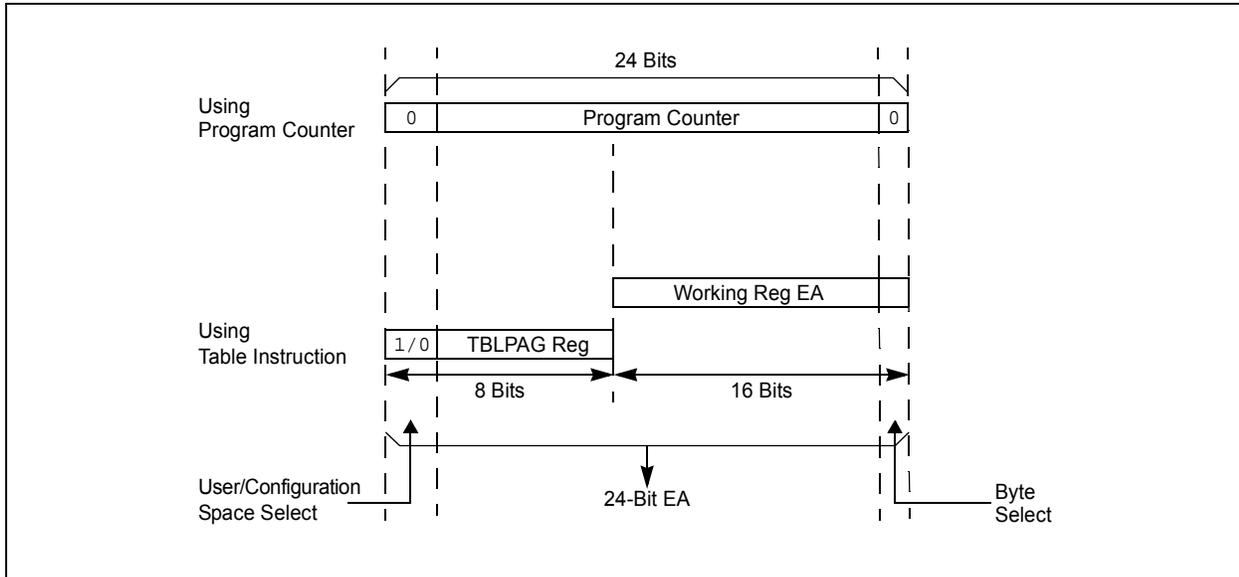 24 Bits
Using
Program Counter
0
Program Counter
0
Working Reg EA
Using
Table Instruction
1/0
TBLPAG Reg
8 Bits
16 Bits
User/Configuration
Space Select
24-Bit EA
Byte
Select